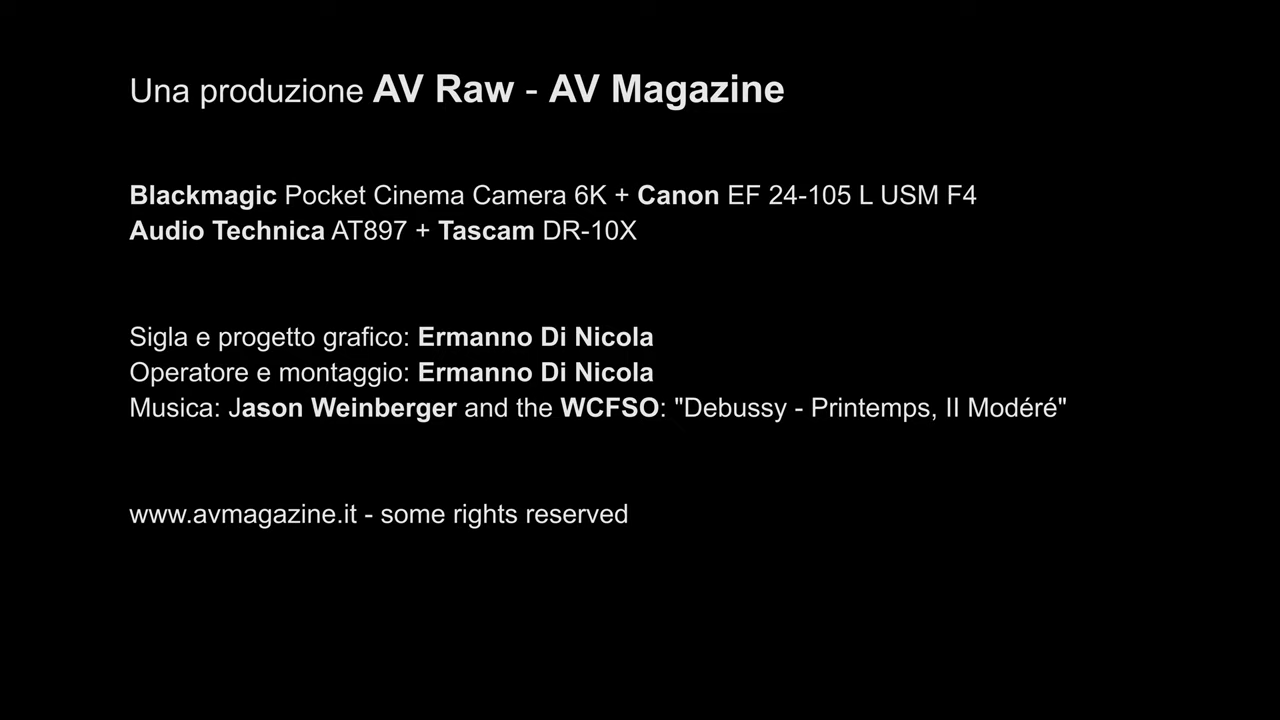 Una produzione AV Raw - AV Magazine
Blackmagic Pocket Cinema Camera 6K + Canon EF 24-105 L USM F4
Audio Technica AT897 + Tascam DR-10X
Sigla e progetto grafico: Ermanno Di Nicola
Operatore e montaggio: Ermanno Di Nicola
Musica: Jason Weinberger and the WCFSO: "Debussy - Printemps, II Modéré"
www.avmagazine.it - some rights reserved